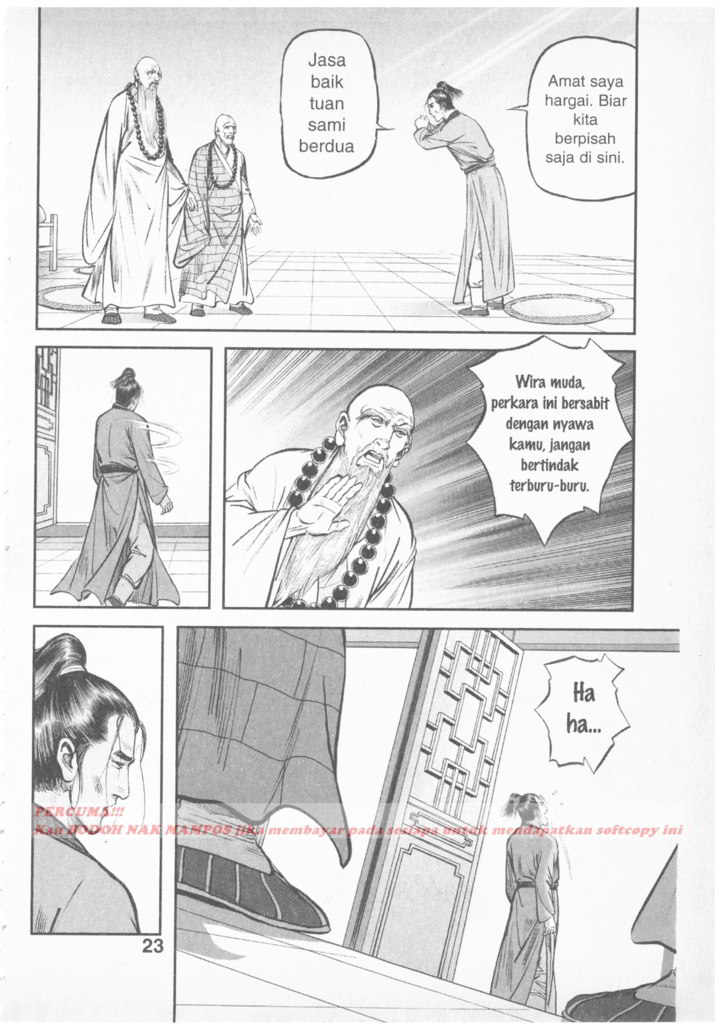 Jasa
baik
tuan
sami
berdua
Amat saya
hargai. Biar
kita
berpisah
saja di sini.
Wira muda,
perkara ini bersabit
dengan nyawa
kamu, jangan
bertindak
terburu-buru.
Ha
ha...
PERCUMA!!!
Kau BODOH NAK MAMPOS jika membayar pada sesiapa untuk mendapatkan softcopy ini
23